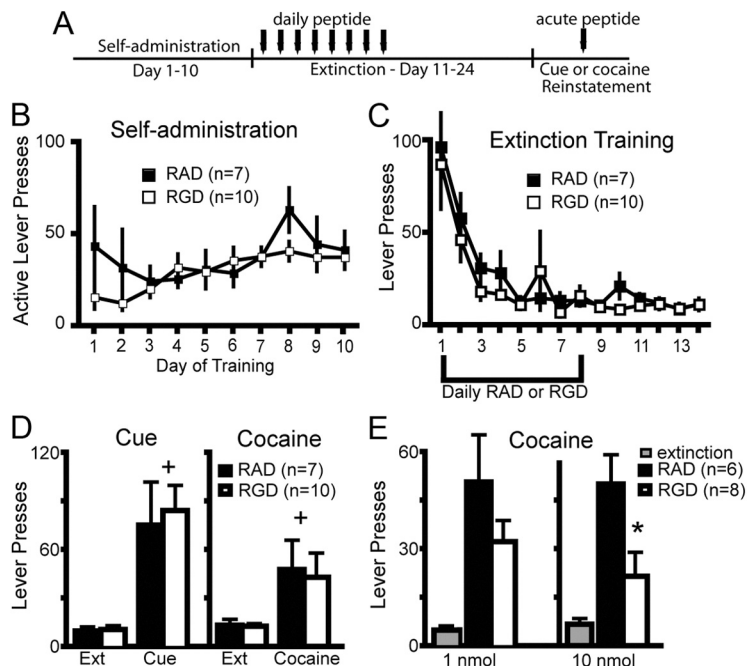 A
daily peptide
acute peptide
Self-administration
Day 1-10
Extinction - Day 11-24
Cue or cocaine
Reinstatement
B
Self-administration
RAD (n=7)
RGD (n=10)
Active Lever Presses
100
50
0
1 2 3 4 5 6 7 8 9 10
Day of Training
C
Extinction Training
RAD (n=7)
RGD (n=10)
Lever Presses
100
50
0
1 3 5 7 9 11 13
Daily RAD or RGD
D
Cue
Cocaine
RAD (n=7)
RGD (n=10)
Lever Presses
120
60
0
+
+
Ext Cue Ext Cocaine
E
Cocaine
extinction
RAD (n=6)
RGD (n=8)
Lever Presses
60
30
0
*
1 nmol 10 nmol